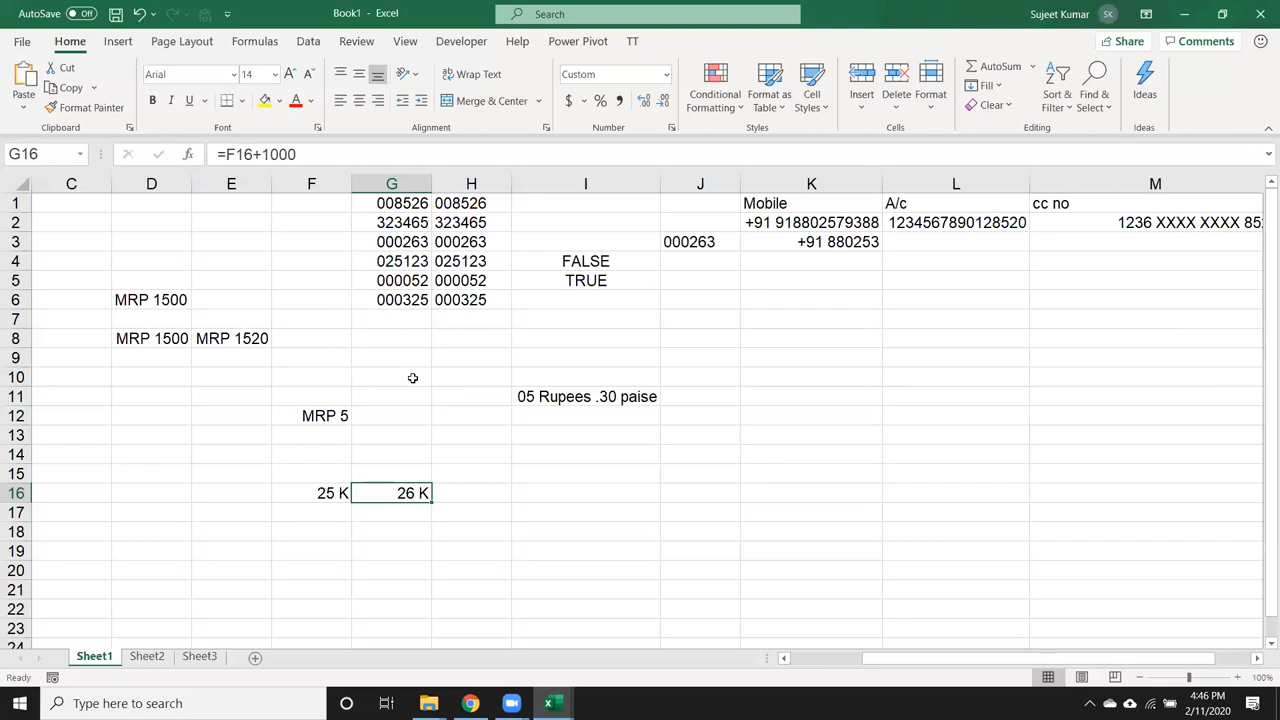 AutoSave Off Book1 - Excel Search Sujeet Kumar SK
File Home Insert Page Layout Formulas Data Review View Developer Help Power Pivot TT Share Comments
Paste Cut Copy Format Painter
Clipboard
Arial 14
B I U
Font
Wrap Text
Merge & Center
Alignment
Custom
Number
Conditional Formatting Format as Table Cell Styles
Styles
Insert Delete Format
Cells
AutoSum Fill Clear
Sort & Filter Find & Select
Editing
Ideas
Ideas
G16 fx =F16+1000
C D E F G H I J K L M
1 008526 008526 Mobile A/c cc no
2 323465 323465 +91 918802579388 1234567890128520 1236 XXXX XXXX 85
3 000263 000263 000263 +91 880253
4 025123 025123 FALSE
5 000052 000052 TRUE
6 MRP 1500 000325 000325
7
8 MRP 1500 MRP 1520
9
10
11 05 Rupees .30 paise
12 MRP 5
13
14
15
16 25 K 26 K
17
18
19
20
21
22
23
24
Sheet1 Sheet2 Sheet3
Ready 100%
Type here to search 4:46 PM
2/11/2020